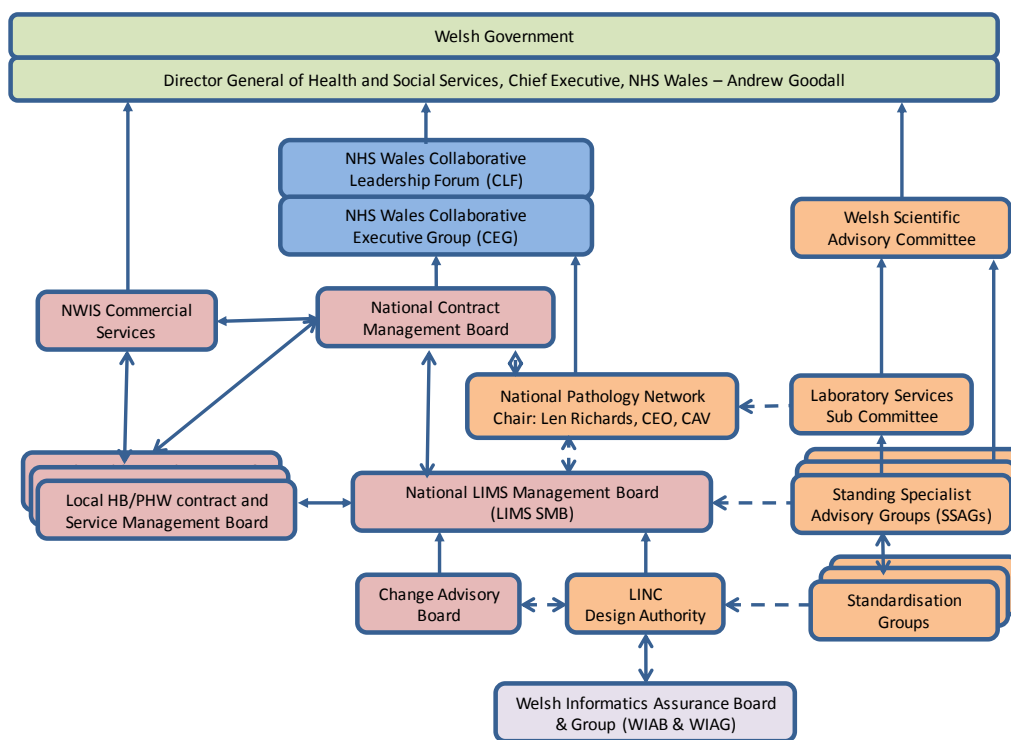 Welsh Government
Director General of Health and Social Services, Chief Executive, NHS Wales – Andrew Goodall
NHS Wales Collaborative
Leadership Forum (CLF)
NHS Wales Collaborative
Executive Group (CEG)
Welsh Scientific
Advisory Committee
NWIS Commercial
Services
National Contract
Management Board
National Pathology Network
Chair: Len Richards, CEO, CAV
Laboratory Services
Sub Committee
Local HB/PHW contract and
Service Management Board
National LIMS Management Board
(LIMS SMB)
Standing Specialist
Advisory Groups (SSAGs)
Change Advisory
Board
LINC
Design Authority
Standardisation
Groups
Welsh Informatics Assurance Board
& Group (WIAB & WIAG)